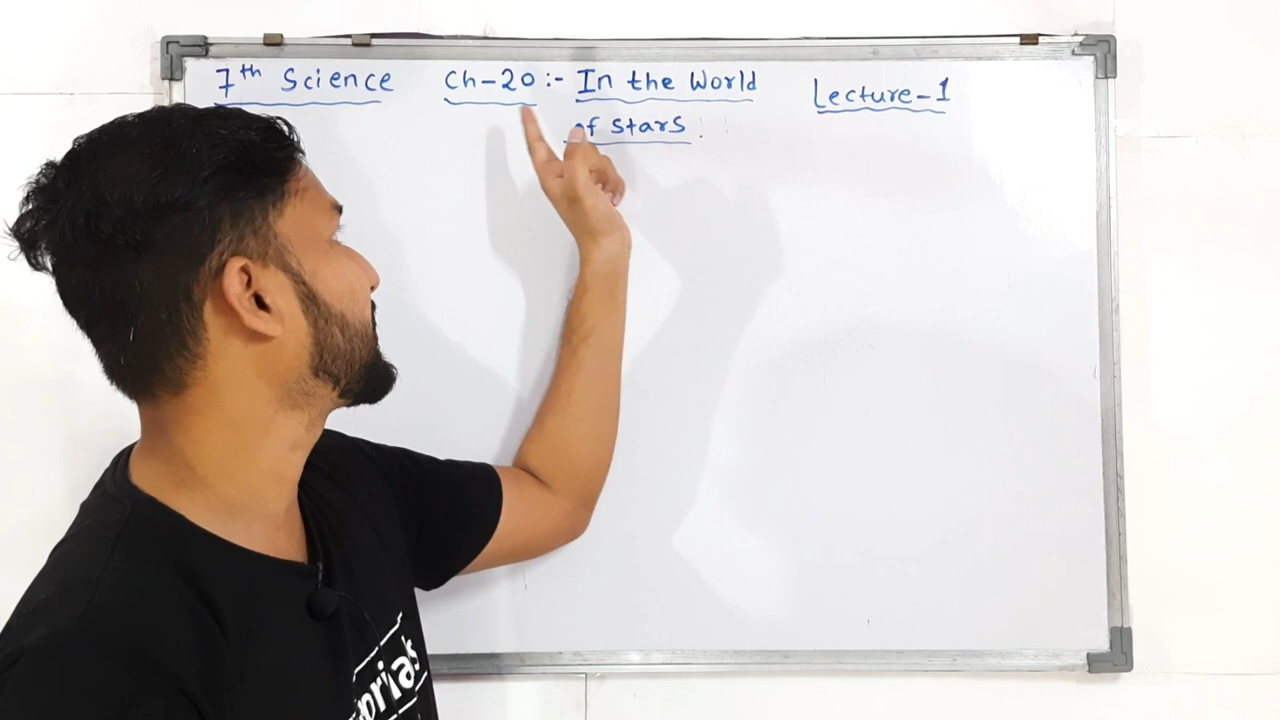 7th Science Ch-20:- In the World Lecture-1
of stars